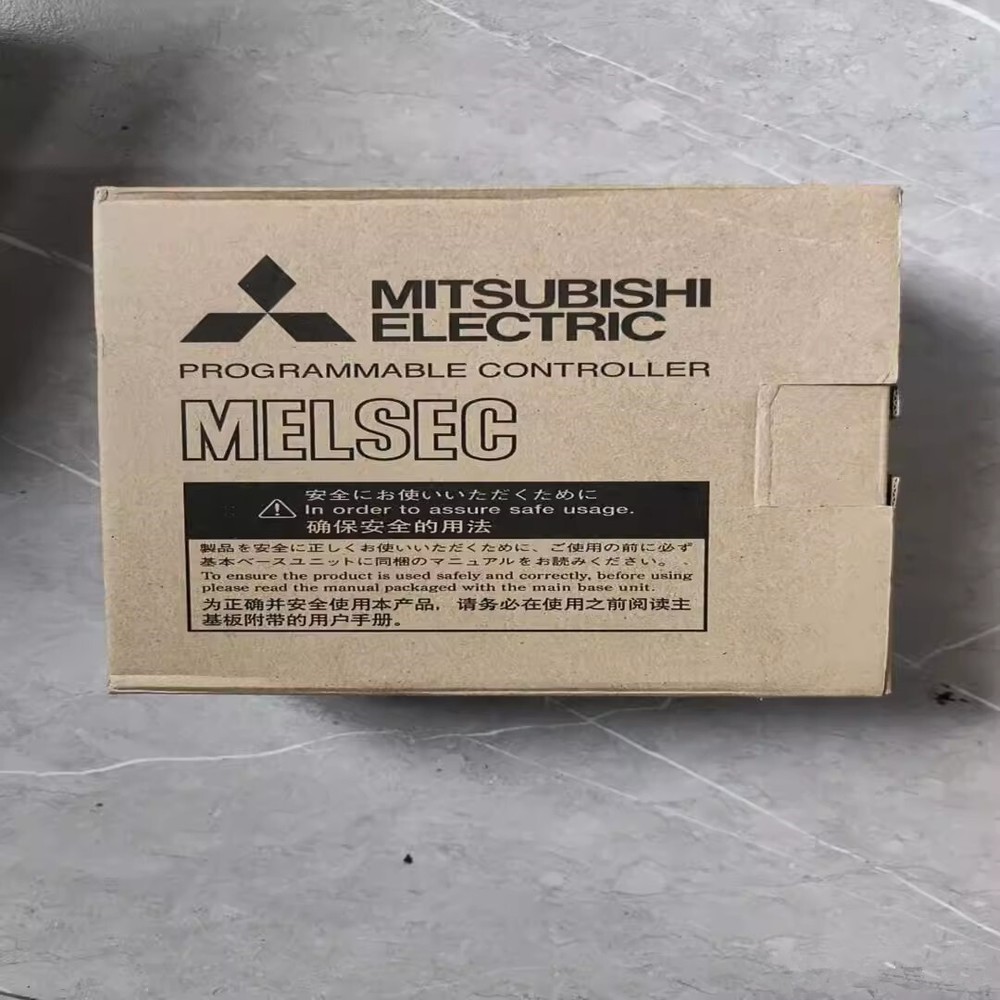 MITSUBISHI
ELECTRIC
PROGRAMMABLE CONTROLLER
MELSEC
安全にお使いいただくために
In order to assure safe usage.
确保安全的用法
製品を安全に正しくお使いいただくために、ご使用の前に必ず
基本ベースユニットに同梱のマニュアルをお読みください。
To ensure the product is used safely and correctly, before using
please read the manual packaged with the main base unit.
为正确并安全使用本产品，请务必在使用之前阅读主
基板附带的用户手册。